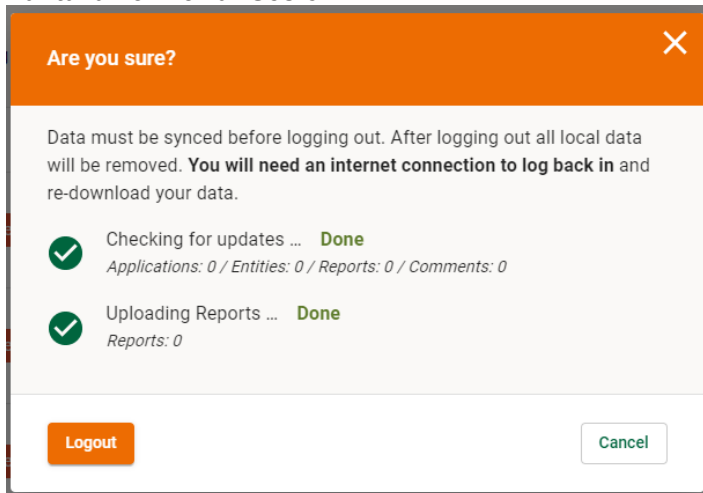 Are you sure?
Data must be synced before logging out. After logging out all local data
will be removed. You will need an internet connection to log back in and
re-download your data.
Checking for updates ... Done
Applications: 0 / Entities: 0 / Reports: 0 / Comments: 0
Uploading Reports ... Done
Reports: 0
Logout
Cancel